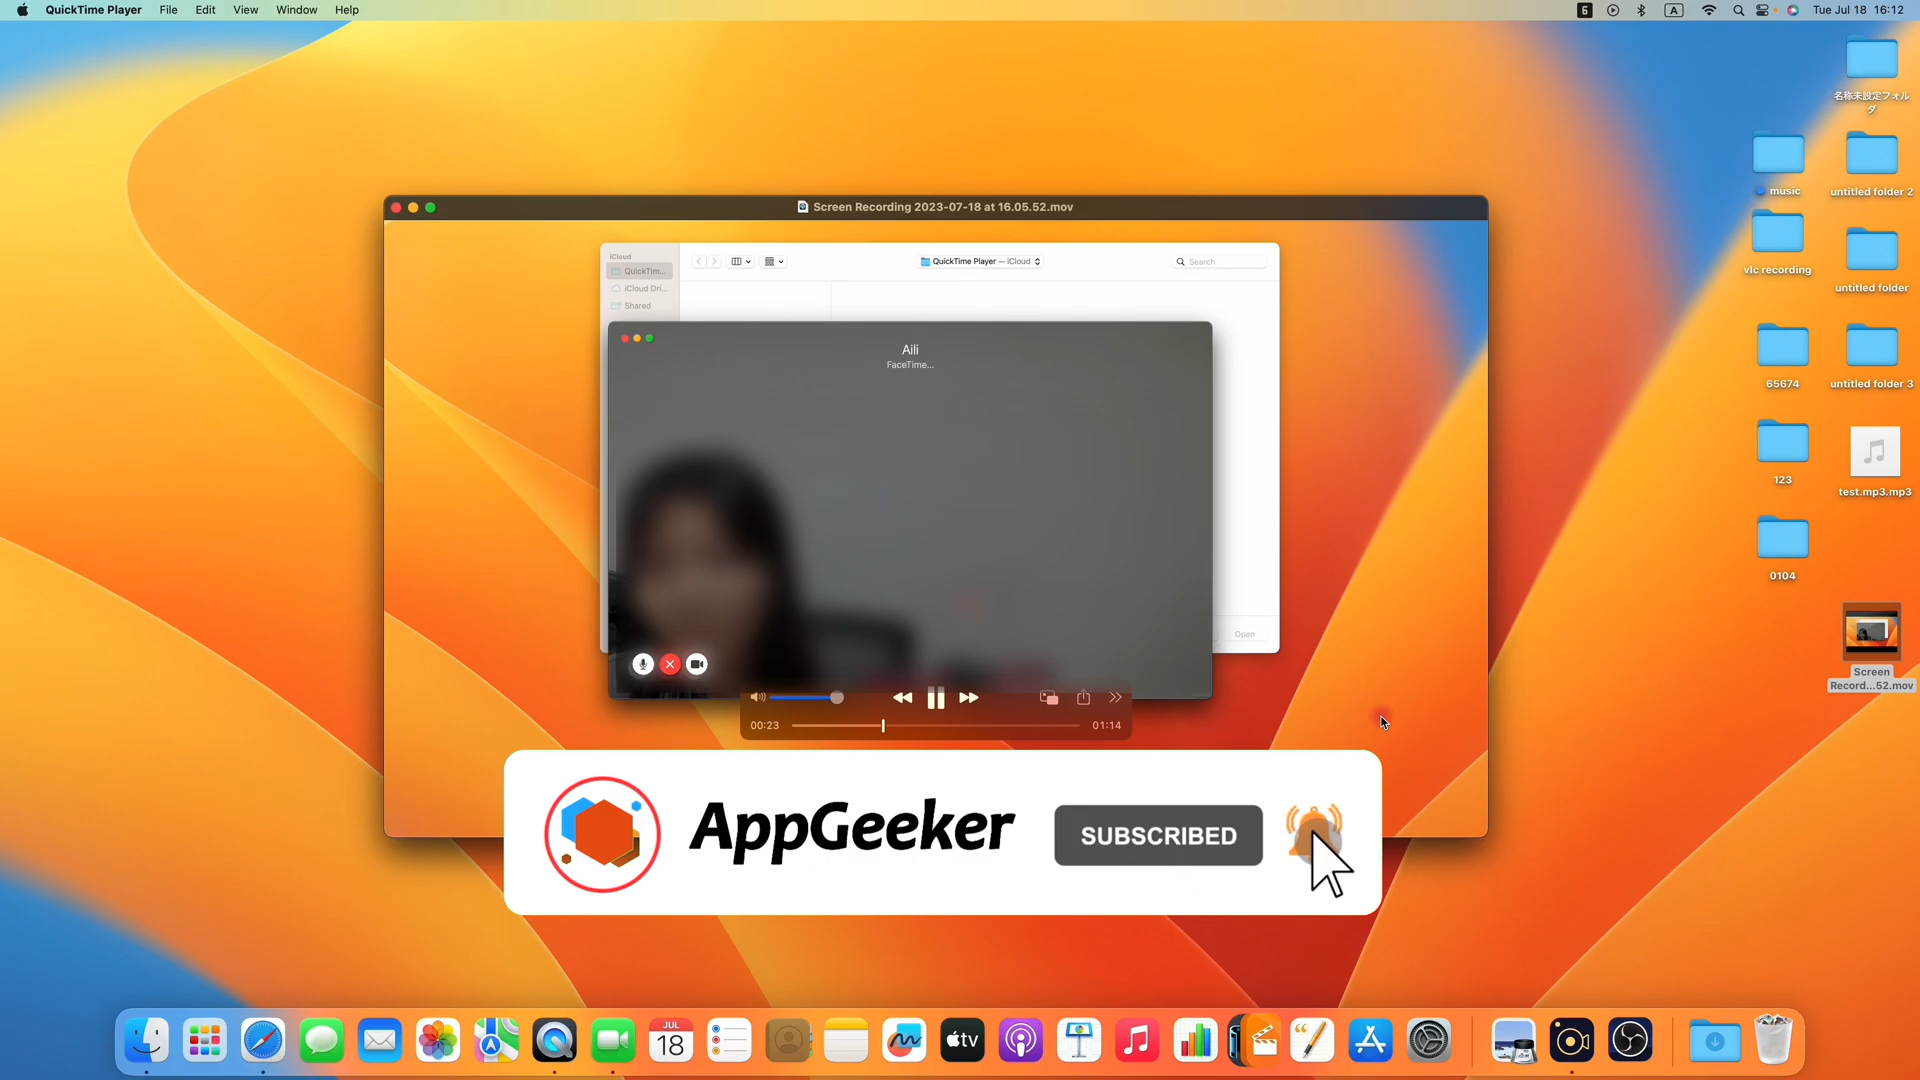 QuickTime Player File Edit View Window Help
6 A Tue Jul 18 16:12
名称未設定フォル
ダ
music
untitled folder 2
vlc recording
untitled folder
65674
untitled folder 3
123
test.mp3.mp3
0104
Screen
Record...52.mov
Screen Recording 2023-07-18 at 16.05.52.mov
iCloud
QuickTim...
iCloud Dri...
Shared
QuickTime Player — iCloud
Search
Aili
FaceTime...
Open
00:23
01:14
AppGeeker
SUBSCRIBED
JUL
18
tv